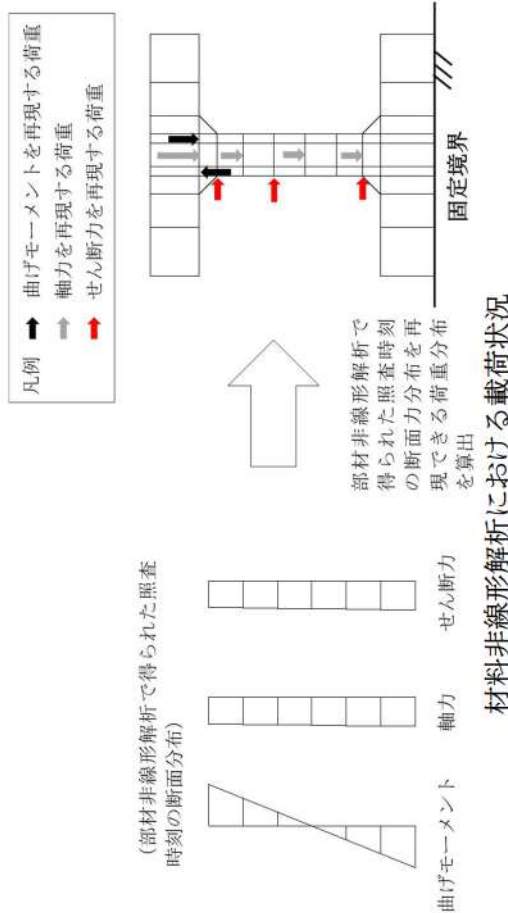 凡例
曲げモーメントを再現する荷重
軸力を再現する荷重
せん断力を再現する荷重
(部材非線形解析で得られた照査
時刻の断面分布)
曲げモーメント
軸力
せん断力
部材非線形解析で
得られた照査時刻
の断面力分布を再
現できる荷重分布
を算出
固定境界
材料非線形解析における載荷状況